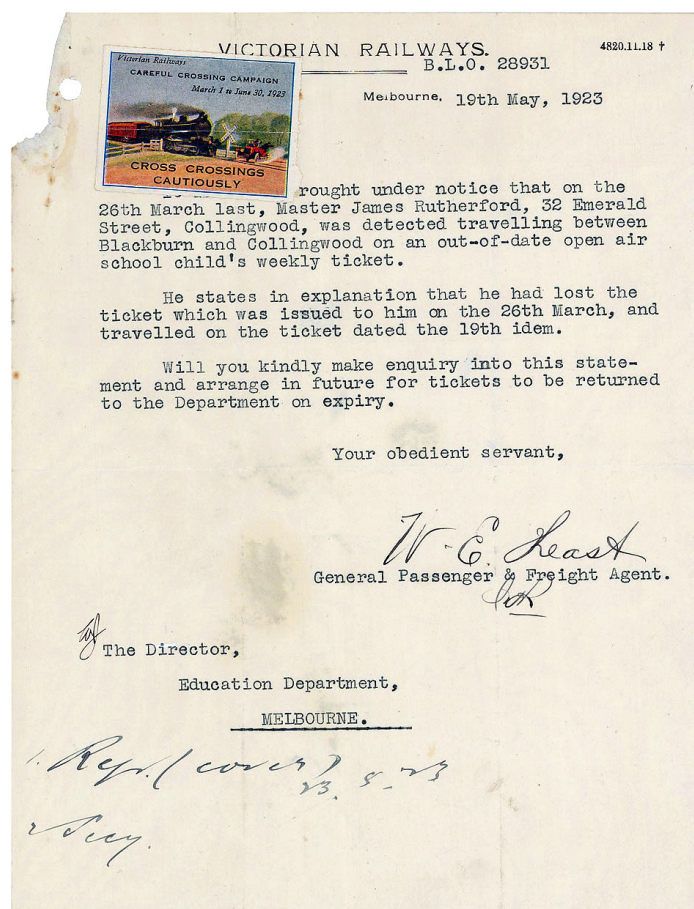 VICTORIAN RAILWAYS.
4820.11.18 †
B.L.O. 28931
Melbourne, 19th May, 1923
Victorian Railways
CAREFUL CROSSING CAMPAIGN
March 1 to June 30, 1923
CROSS CROSSINGS
CAUTIOUSLY
rought under notice that on the
26th March last, Master James Rutherford, 32 Emerald
Street, Collingwood, was detected travelling between
Blackburn and Collingwood on an out-of-date open air
school child's weekly ticket.
He states in explanation that he had lost the
ticket which was issued to him on the 26th March, and
travelled on the ticket dated the 19th idem.
Will you kindly make enquiry into this state-
ment and arrange in future for tickets to be returned
to the Department on expiry.
Your obedient servant,
W. E. Keast
General Passenger & Freight Agent.
The Director,
Education Department,
MELBOURNE.
1. Regr. (cover)
23. 5. 23
2 Secy.